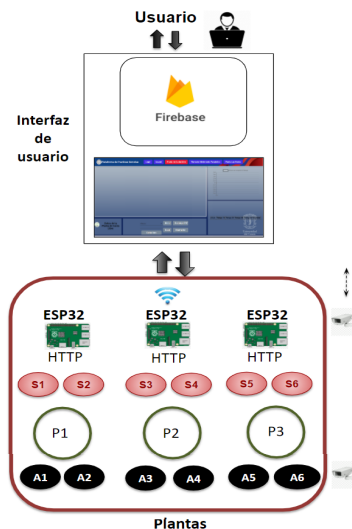 Usuario
Interfaz
de
usuario
Firebase
ESP32 ESP32 ESP32
HTTP HTTP HTTP
S1 S2 S3 S4 S5 S6
P1 P2 P3
A1 A2 A3 A4 A5 A6
Plantas